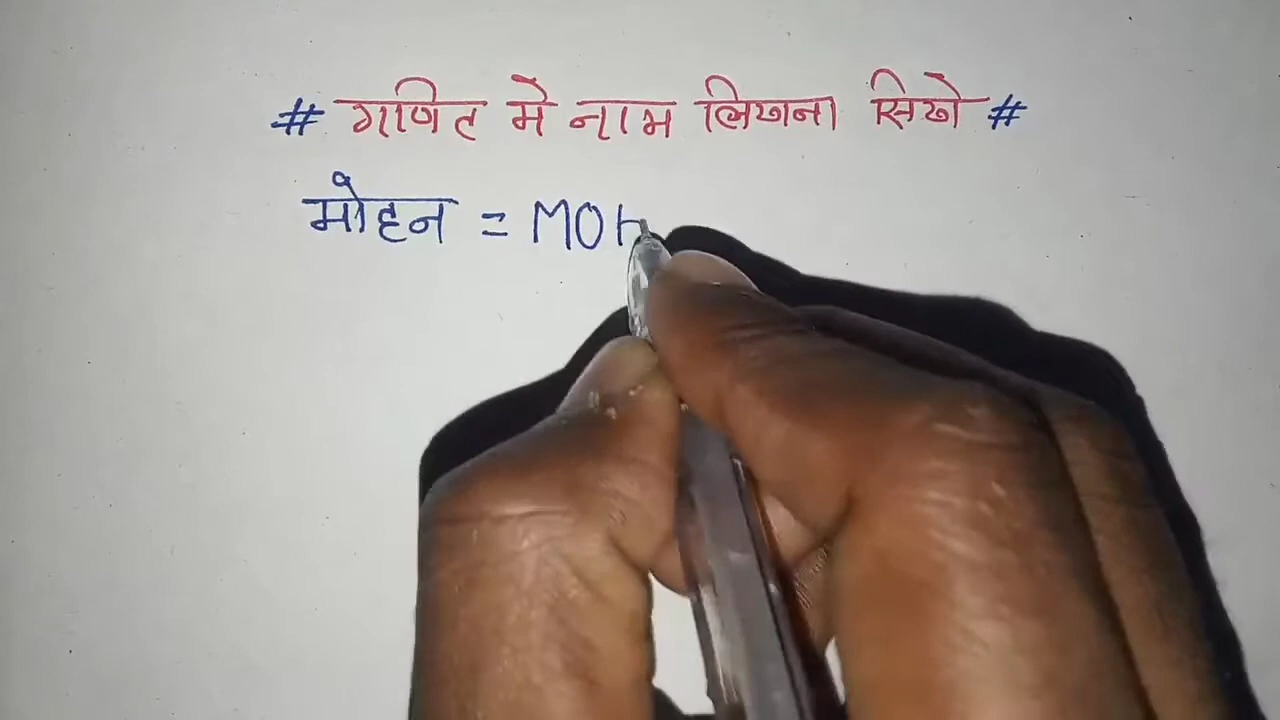 # गणित मे नाम लिखना सिखो #
मोहन = MOH